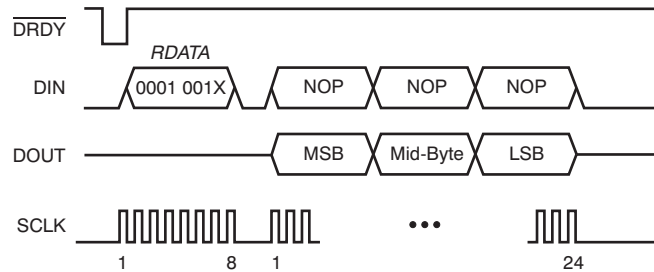 DRDY
RDATA
DIN 0001 001X NOP NOP NOP
DOUT MSB Mid-Byte LSB
SCLK
1 8 1 24